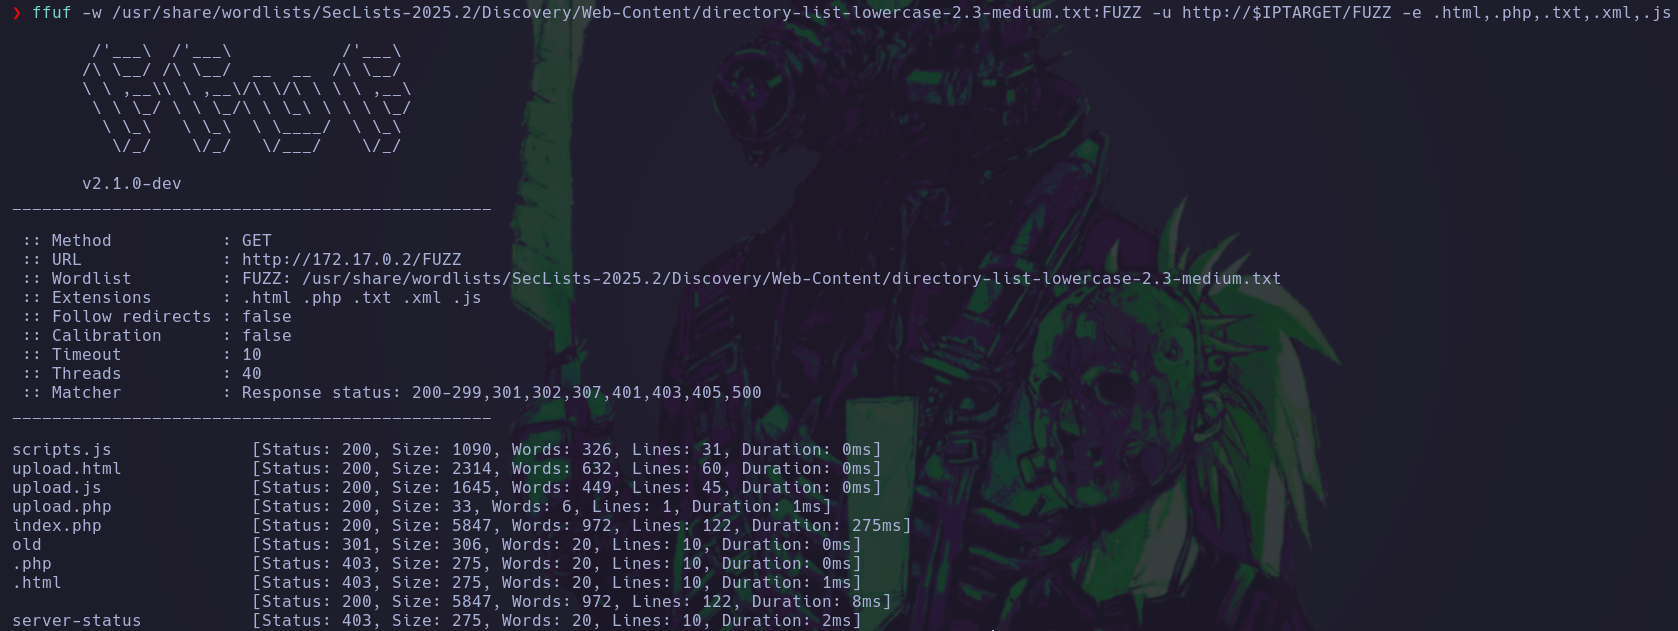 ❯ ffuf -w /usr/share/wordlists/SecLists-2025.2/Discovery/Web-Content/directory-list-lowercase-2.3-medium.txt:FUZZ -u http://$IPTARGET/FUZZ -e .html,.php,.txt,.xml,.js
        /'___\  /'___\           /'___\
       /\ \__/ /\ \__/  __  __  /\ \__/
       \ \ ,__\\ \ ,__\/\ \/\ \ \ \ ,__\
        \ \ \_/ \ \ \_/\ \ \_\ \ \ \ \_/
         \ \_\   \ \_\  \ \____/  \ \_\
          \/_/    \/_/   \/___/    \/_/
       v2.1.0-dev
________________________________________________
 :: Method           : GET
 :: URL              : http://172.17.0.2/FUZZ
 :: Wordlist         : FUZZ: /usr/share/wordlists/SecLists-2025.2/Discovery/Web-Content/directory-list-lowercase-2.3-medium.txt
 :: Extensions       : .html .php .txt .xml .js
 :: Follow redirects : false
 :: Calibration      : false
 :: Timeout          : 10
 :: Threads          : 40
 :: Matcher          : Response status: 200-299,301,302,307,401,403,405,500
________________________________________________
scripts.js              [Status: 200, Size: 1090, Words: 326, Lines: 31, Duration: 0ms]
upload.html             [Status: 200, Size: 2314, Words: 632, Lines: 60, Duration: 0ms]
upload.js               [Status: 200, Size: 1645, Words: 449, Lines: 45, Duration: 0ms]
upload.php              [Status: 200, Size: 33, Words: 6, Lines: 1, Duration: 1ms]
index.php               [Status: 200, Size: 5847, Words: 972, Lines: 122, Duration: 275ms]
old                     [Status: 301, Size: 306, Words: 20, Lines: 10, Duration: 0ms]
.php                    [Status: 403, Size: 275, Words: 20, Lines: 10, Duration: 0ms]
.html                   [Status: 403, Size: 275, Words: 20, Lines: 10, Duration: 1ms]
                        [Status: 200, Size: 5847, Words: 972, Lines: 122, Duration: 8ms]
server-status           [Status: 403, Size: 275, Words: 20, Lines: 10, Duration: 2ms]